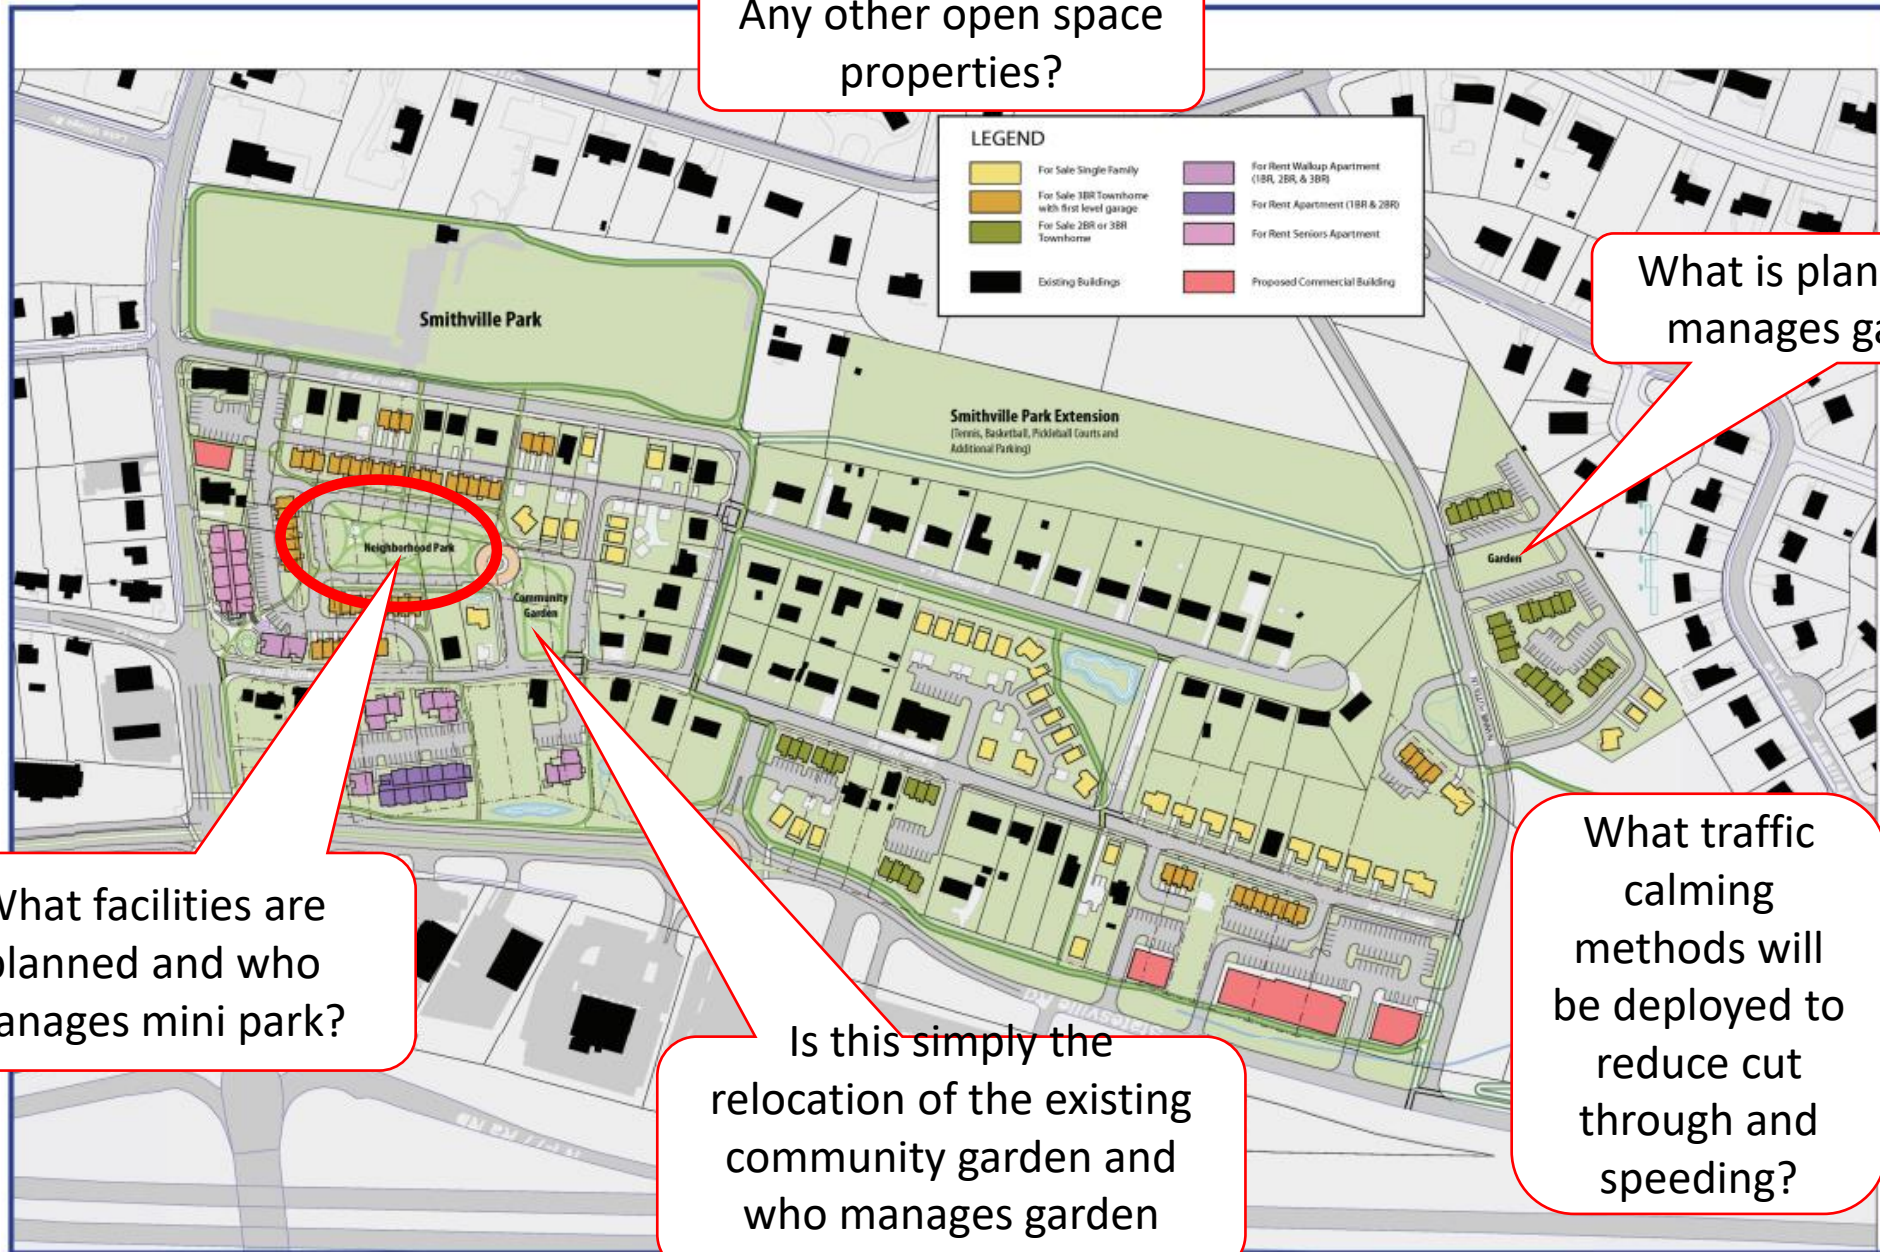 Any other open space
properties?
LEGEND
For Sale Single Family
For Sale 3BR Townhome
with first level garage
For Sale 2BR or 3BR
Townhome
Existing Buildings
For Rent Walkup Apartment
(1BR, 2BR, & 3BR)
For Rent Apartment (1BR & 2BR)
For Rent Seniors Apartment
Proposed Commercial Building
What is plan
manages ga
Smithville Park
Smithville Park Extension
(Tennis, Basketball, Pickleball Courts and
Additional Parking)
Neighborhood Park
Community
Garden
Garden
What facilities are
planned and who
manages mini park?
Is this simply the
relocation of the existing
community garden and
who manages garden
What traffic
calming
methods will
be deployed to
reduce cut
through and
speeding?